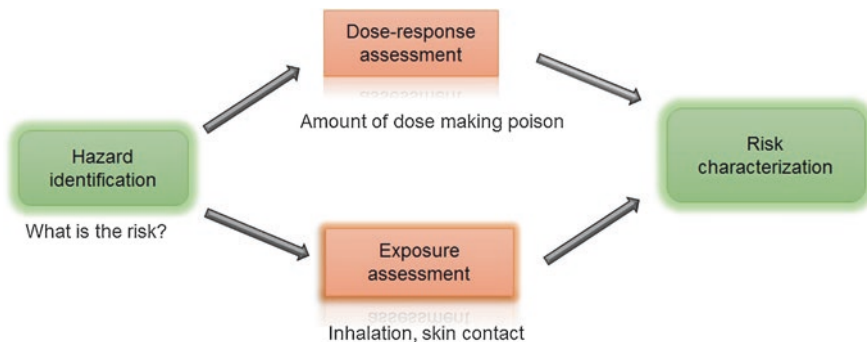 Dose-response
assessment
Amount of dose making poison
Hazard
identification
What is the risk?
Risk
characterization
Exposure
assessment
Inhalation, skin contact